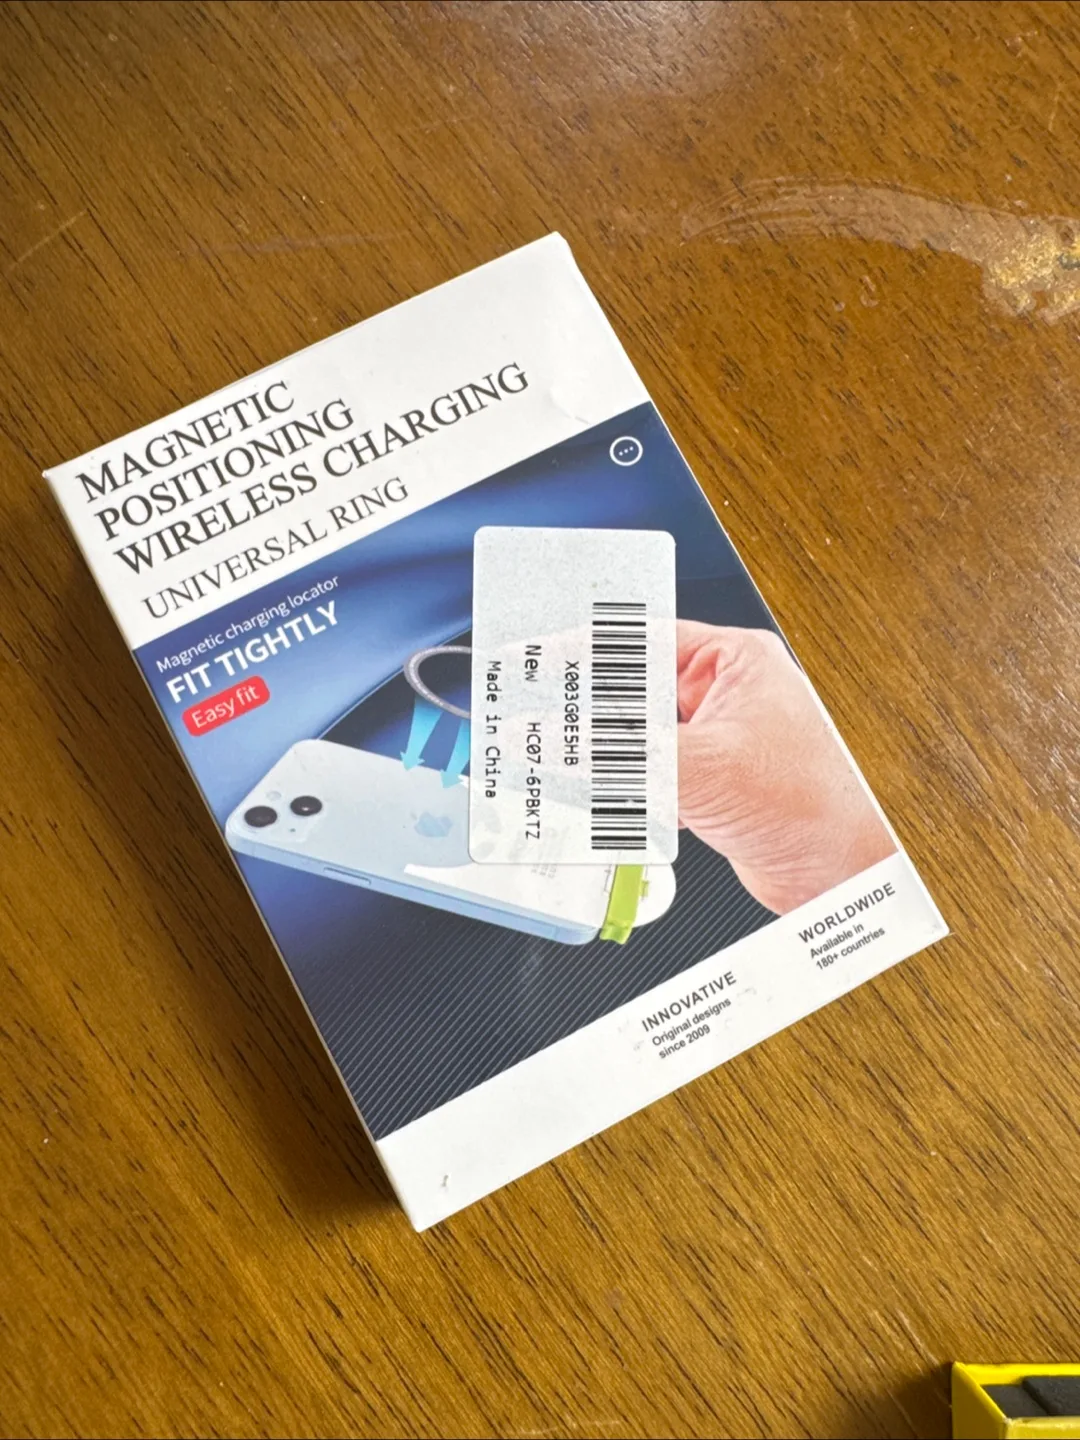 MAGNETIC
POSITIONING
WIRELESS CHARGING
UNIVERSAL RING
Magnetic charging locator
FIT TIGHTLY
Easy fit
X003G0E5HB
New HC07-6PBKTZ
Made in China
INNOVATIVE
Original designs
since 2009
WORLDWIDE
Available in
180+ countries